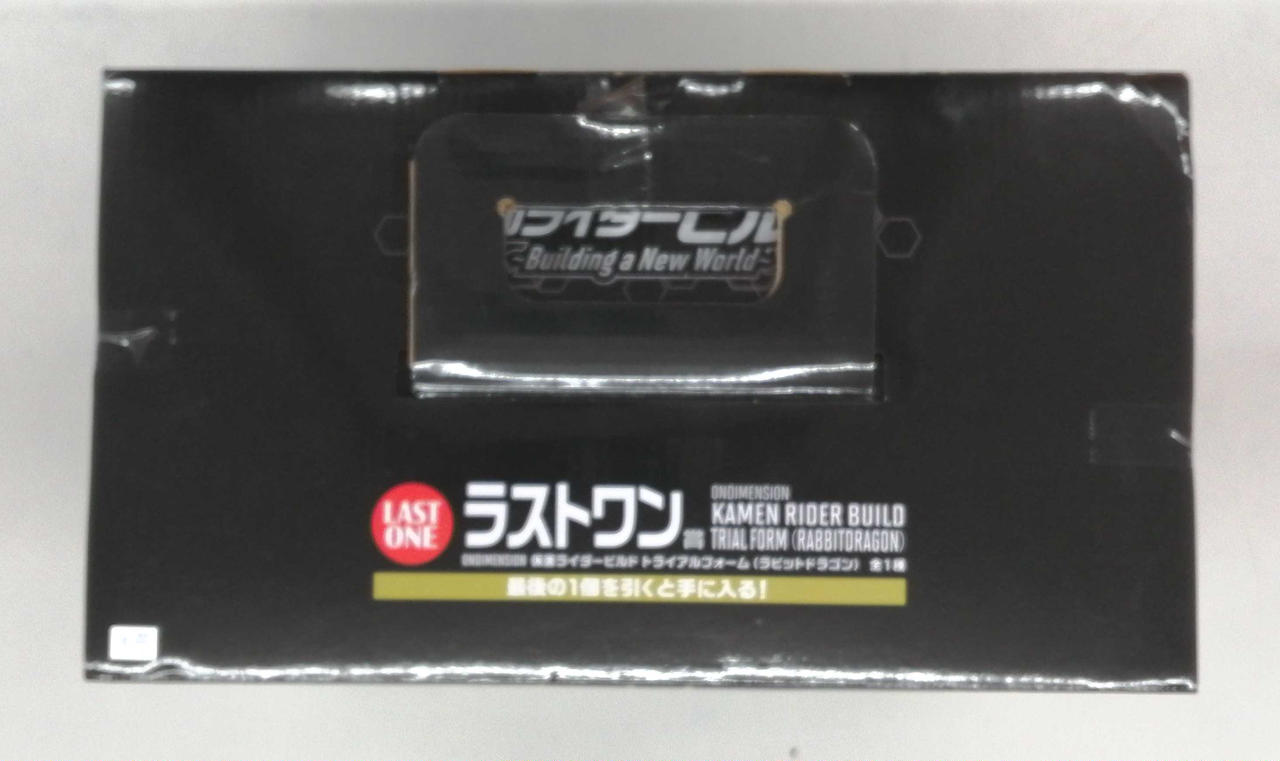 ライダービル
Building a New World
LAST
ONE
ラストワン賞
ONDIMENSION
KAMEN RIDER BUILD
TRIAL FORM (RABBITDRAGON)
ONDIMENSION 仮面ライダービルド トライアルフォーム(ラビットドラゴン) 全1種
最後の1個を引くと手に入る!